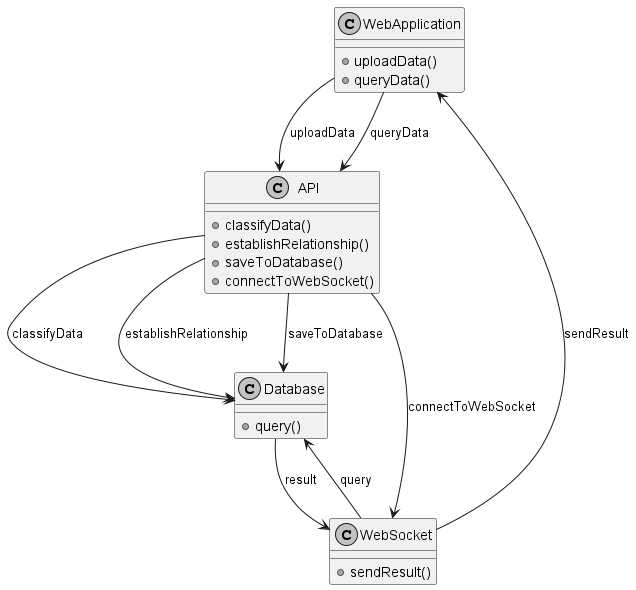 C WebApplication
uploadData()
queryData()
uploadData
queryData
C API
classifyData()
establishRelationship()
saveToDatabase()
connectToWebSocket()
classifyData
establishRelationship
saveToDatabase
sendResult
C Database
query()
connectToWebSocket
result
query
C WebSocket
sendResult()